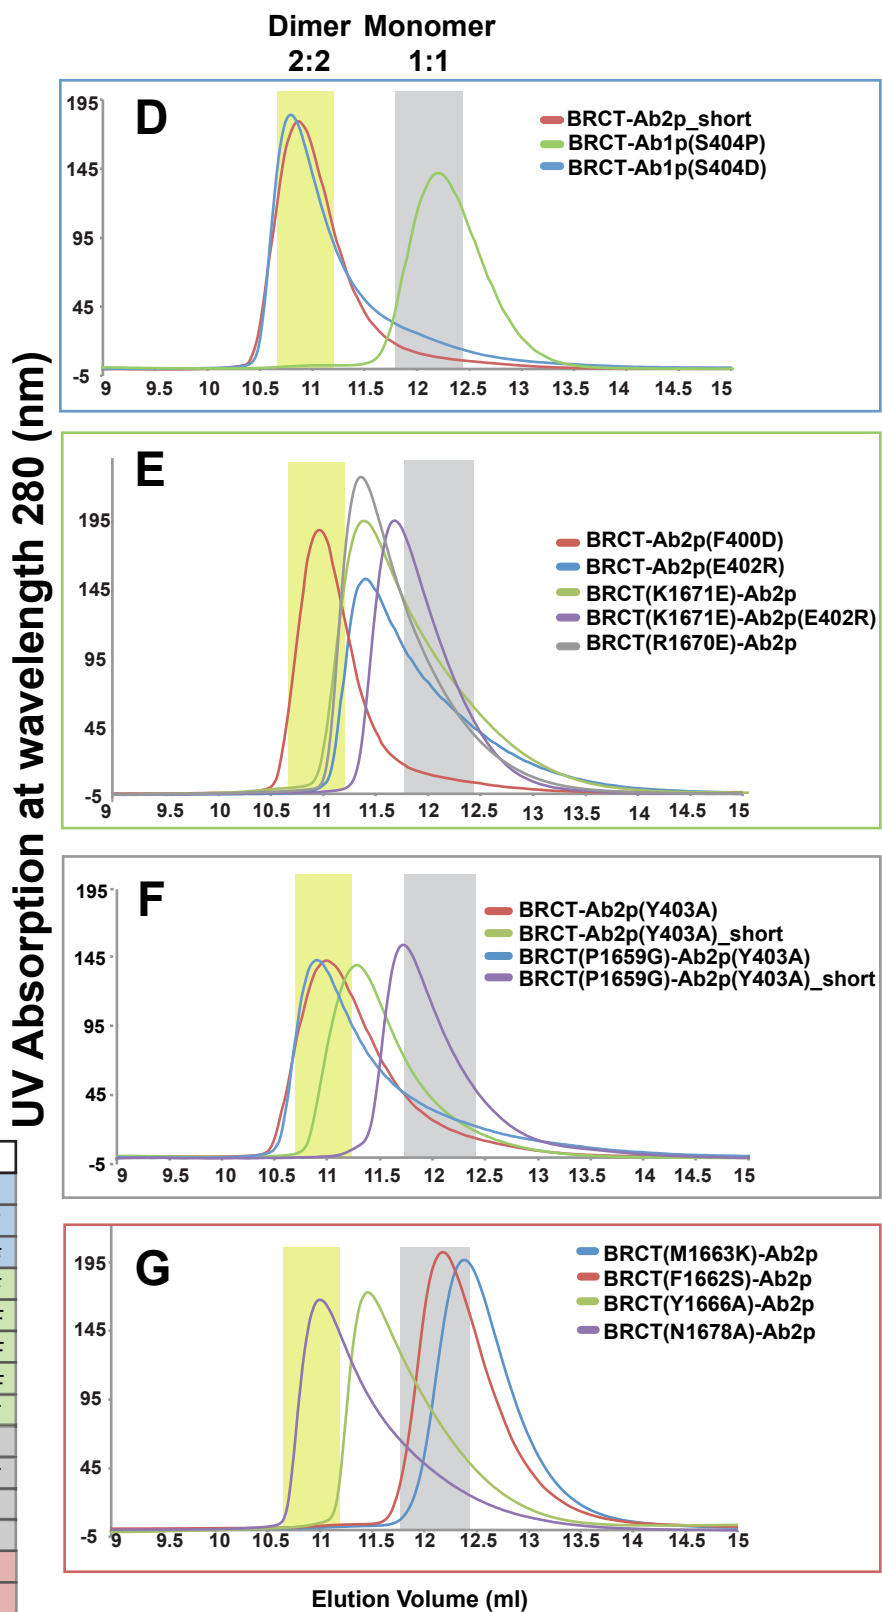 Dimer Monomer
2:2 1:1
UV Absorption at wavelength 280 (nm)
D
195
145
95
45
-5
9 9.5 10 10.5 11 11.5 12 12.5 13 13.5 14 14.5 15
BRCT-Ab2p_short
BRCT-Ab1p(S404P)
BRCT-Ab1p(S404D)
E
195
145
95
45
-5
9 9.5 10 10.5 11 11.5 12 12.5 13 13.5 14 14.5 15
BRCT-Ab2p(F400D)
BRCT-Ab2p(E402R)
BRCT(K1671E)-Ab2p
BRCT(K1671E)-Ab2p(E402R)
BRCT(R1670E)-Ab2p
F
195
145
95
45
-5
9 9.5 10 10.5 11 11.5 12 12.5 13 13.5 14 14.5 15
BRCT-Ab2p(Y403A)
BRCT-Ab2p(Y403A)_short
BRCT(P1659G)-Ab2p(Y403A)
BRCT(P1659G)-Ab2p(Y403A)_short
G
195
145
95
45
-5
9 9.5 10 10.5 11 11.5 12 12.5 13 13.5 14 14.5 15
BRCT(M1663K)-Ab2p
BRCT(F1662S)-Ab2p
BRCT(Y1666A)-Ab2p
BRCT(N1678A)-Ab2p
Elution Volume (ml)